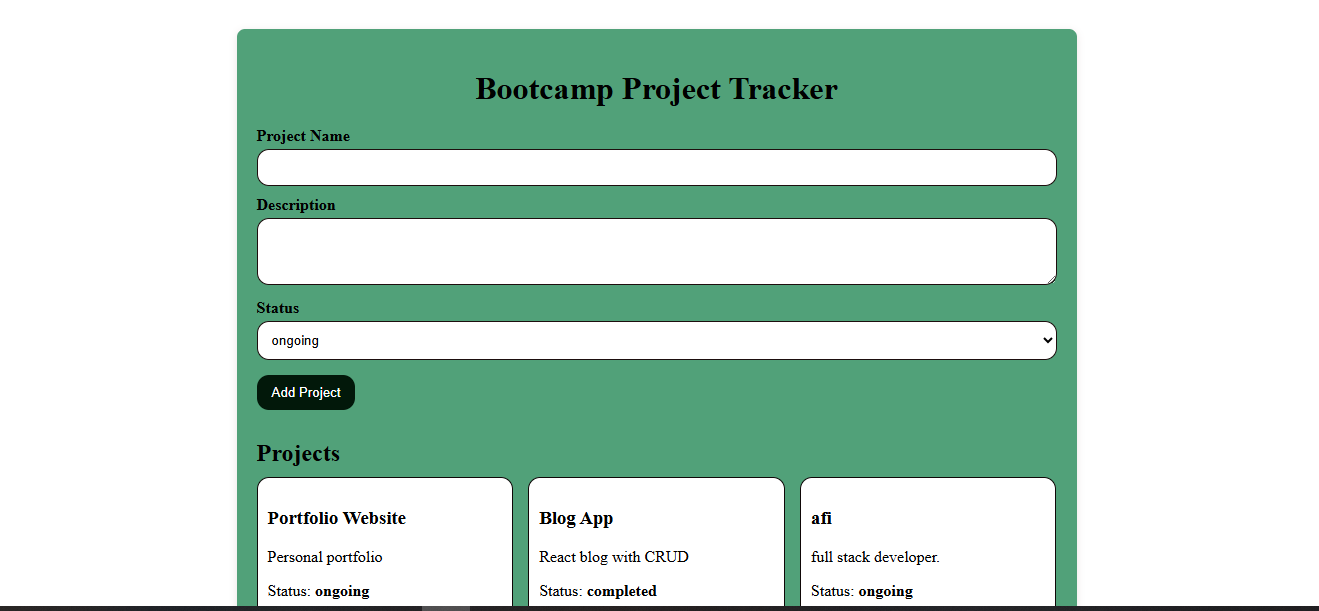 Bootcamp Project Tracker
Project Name
Description
Status
ongoing
Add Project
Projects
Portfolio Website
Personal portfolio
Status: ongoing
Blog App
React blog with CRUD
Status: completed
afi
full stack developer.
Status: ongoing